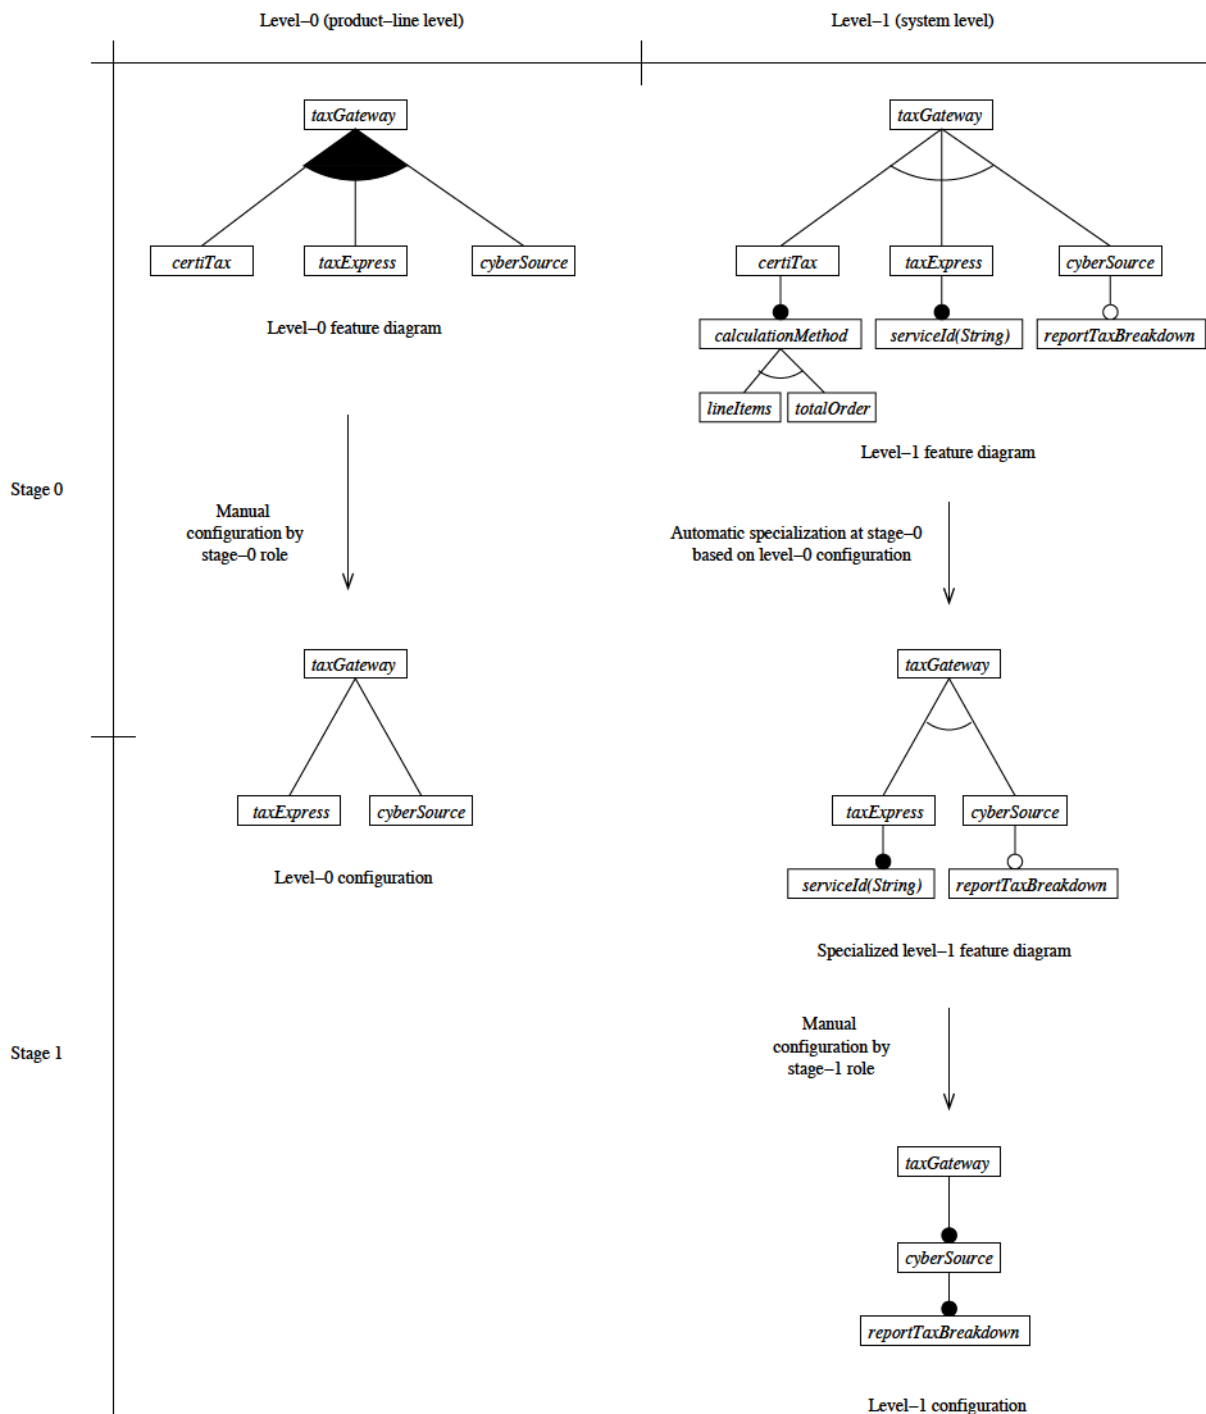 Level–0 (product–line level)
Level–1 (system level)
taxGateway
certiTax
taxExpress
cyberSource
Level–0 feature diagram
taxGateway
certiTax
taxExpress
cyberSource
calculationMethod
serviceId(String)
reportTaxBreakdown
lineItems
totalOrder
Level–1 feature diagram
Stage 0
Manual
configuration by
stage–0 role
Automatic specialization at stage–0
based on level–0 configuration
taxGateway
taxExpress
cyberSource
Level–0 configuration
taxGateway
taxExpress
cyberSource
serviceId(String)
reportTaxBreakdown
Specialized level–1 feature diagram
Stage 1
Manual
configuration by
stage–1 role
taxGateway
cyberSource
reportTaxBreakdown
Level–1 configuration